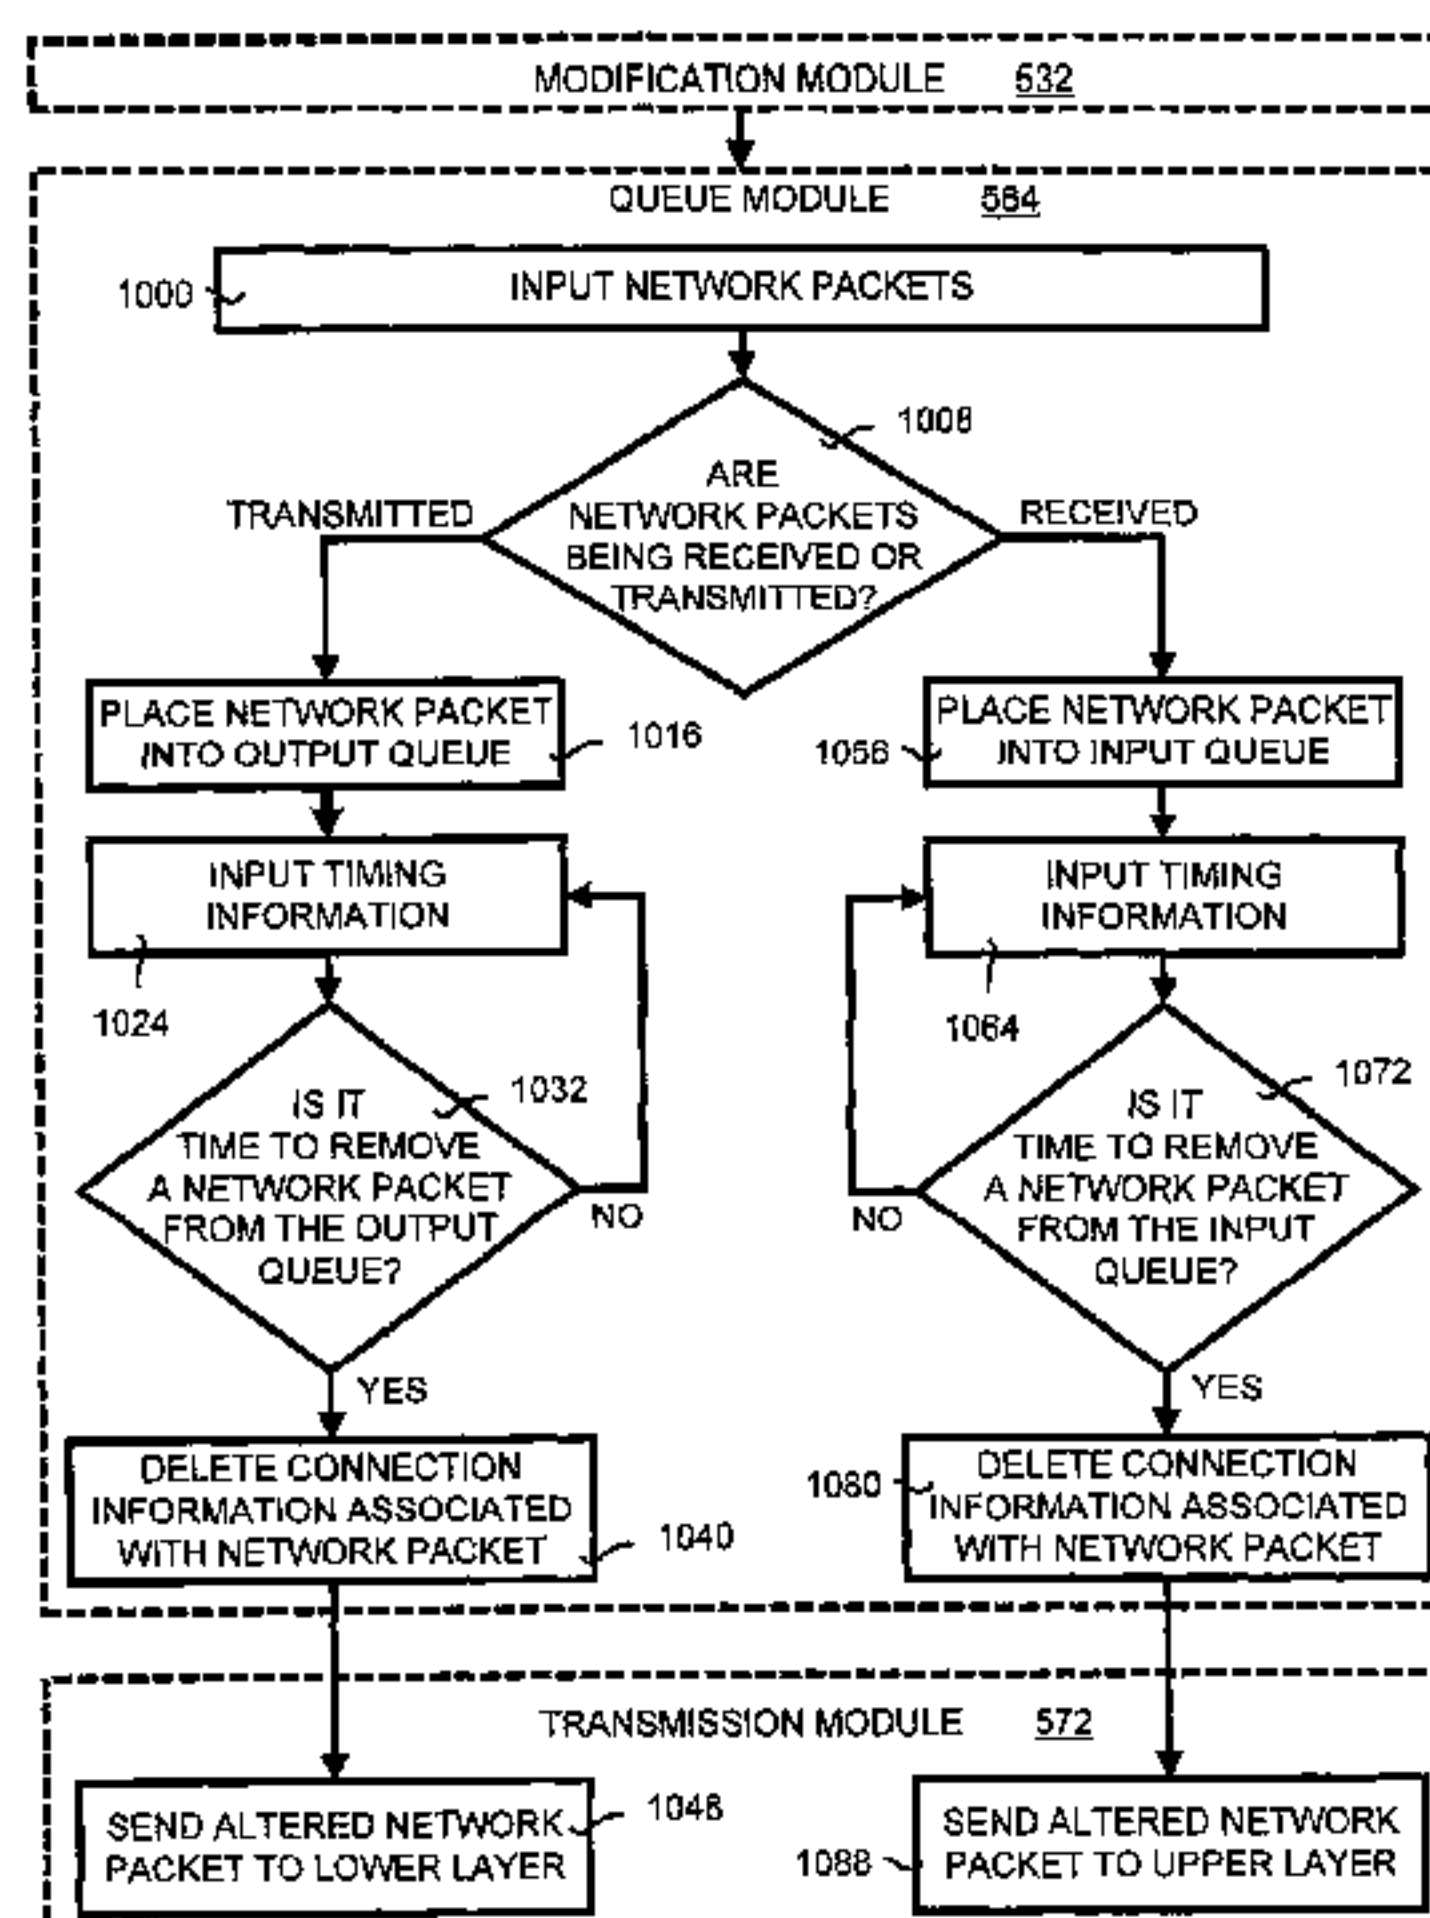 MODIFICATION MODULE 532
QUEUE MODULE 564
1000
INPUT NETWORK PACKETS
1008
ARE
NETWORK PACKETS
BEING RECEIVED OR
TRANSMITTED?
TRANSMITTED
RECEIVED
PLACE NETWORK PACKET
INTO OUTPUT QUEUE
1016
1056
PLACE NETWORK PACKET
INTO INPUT QUEUE
INPUT TIMING
INFORMATION
1024
INPUT TIMING
INFORMATION
1064
1032
IS IT
TIME TO REMOVE
A NETWORK PACKET
FROM THE OUTPUT
QUEUE?
NO
YES
1072
IS IT
TIME TO REMOVE
A NETWORK PACKET
FROM THE INPUT
QUEUE?
NO
YES
DELETE CONNECTION
INFORMATION ASSOCIATED
WITH NETWORK PACKET
1040
1080
DELETE CONNECTION
INFORMATION ASSOCIATED
WITH NETWORK PACKET
TRANSMISSION MODULE 572
SEND ALTERED NETWORK
PACKET TO LOWER LAYER
1048
1088
SEND ALTERED NETWORK
PACKET TO UPPER LAYER